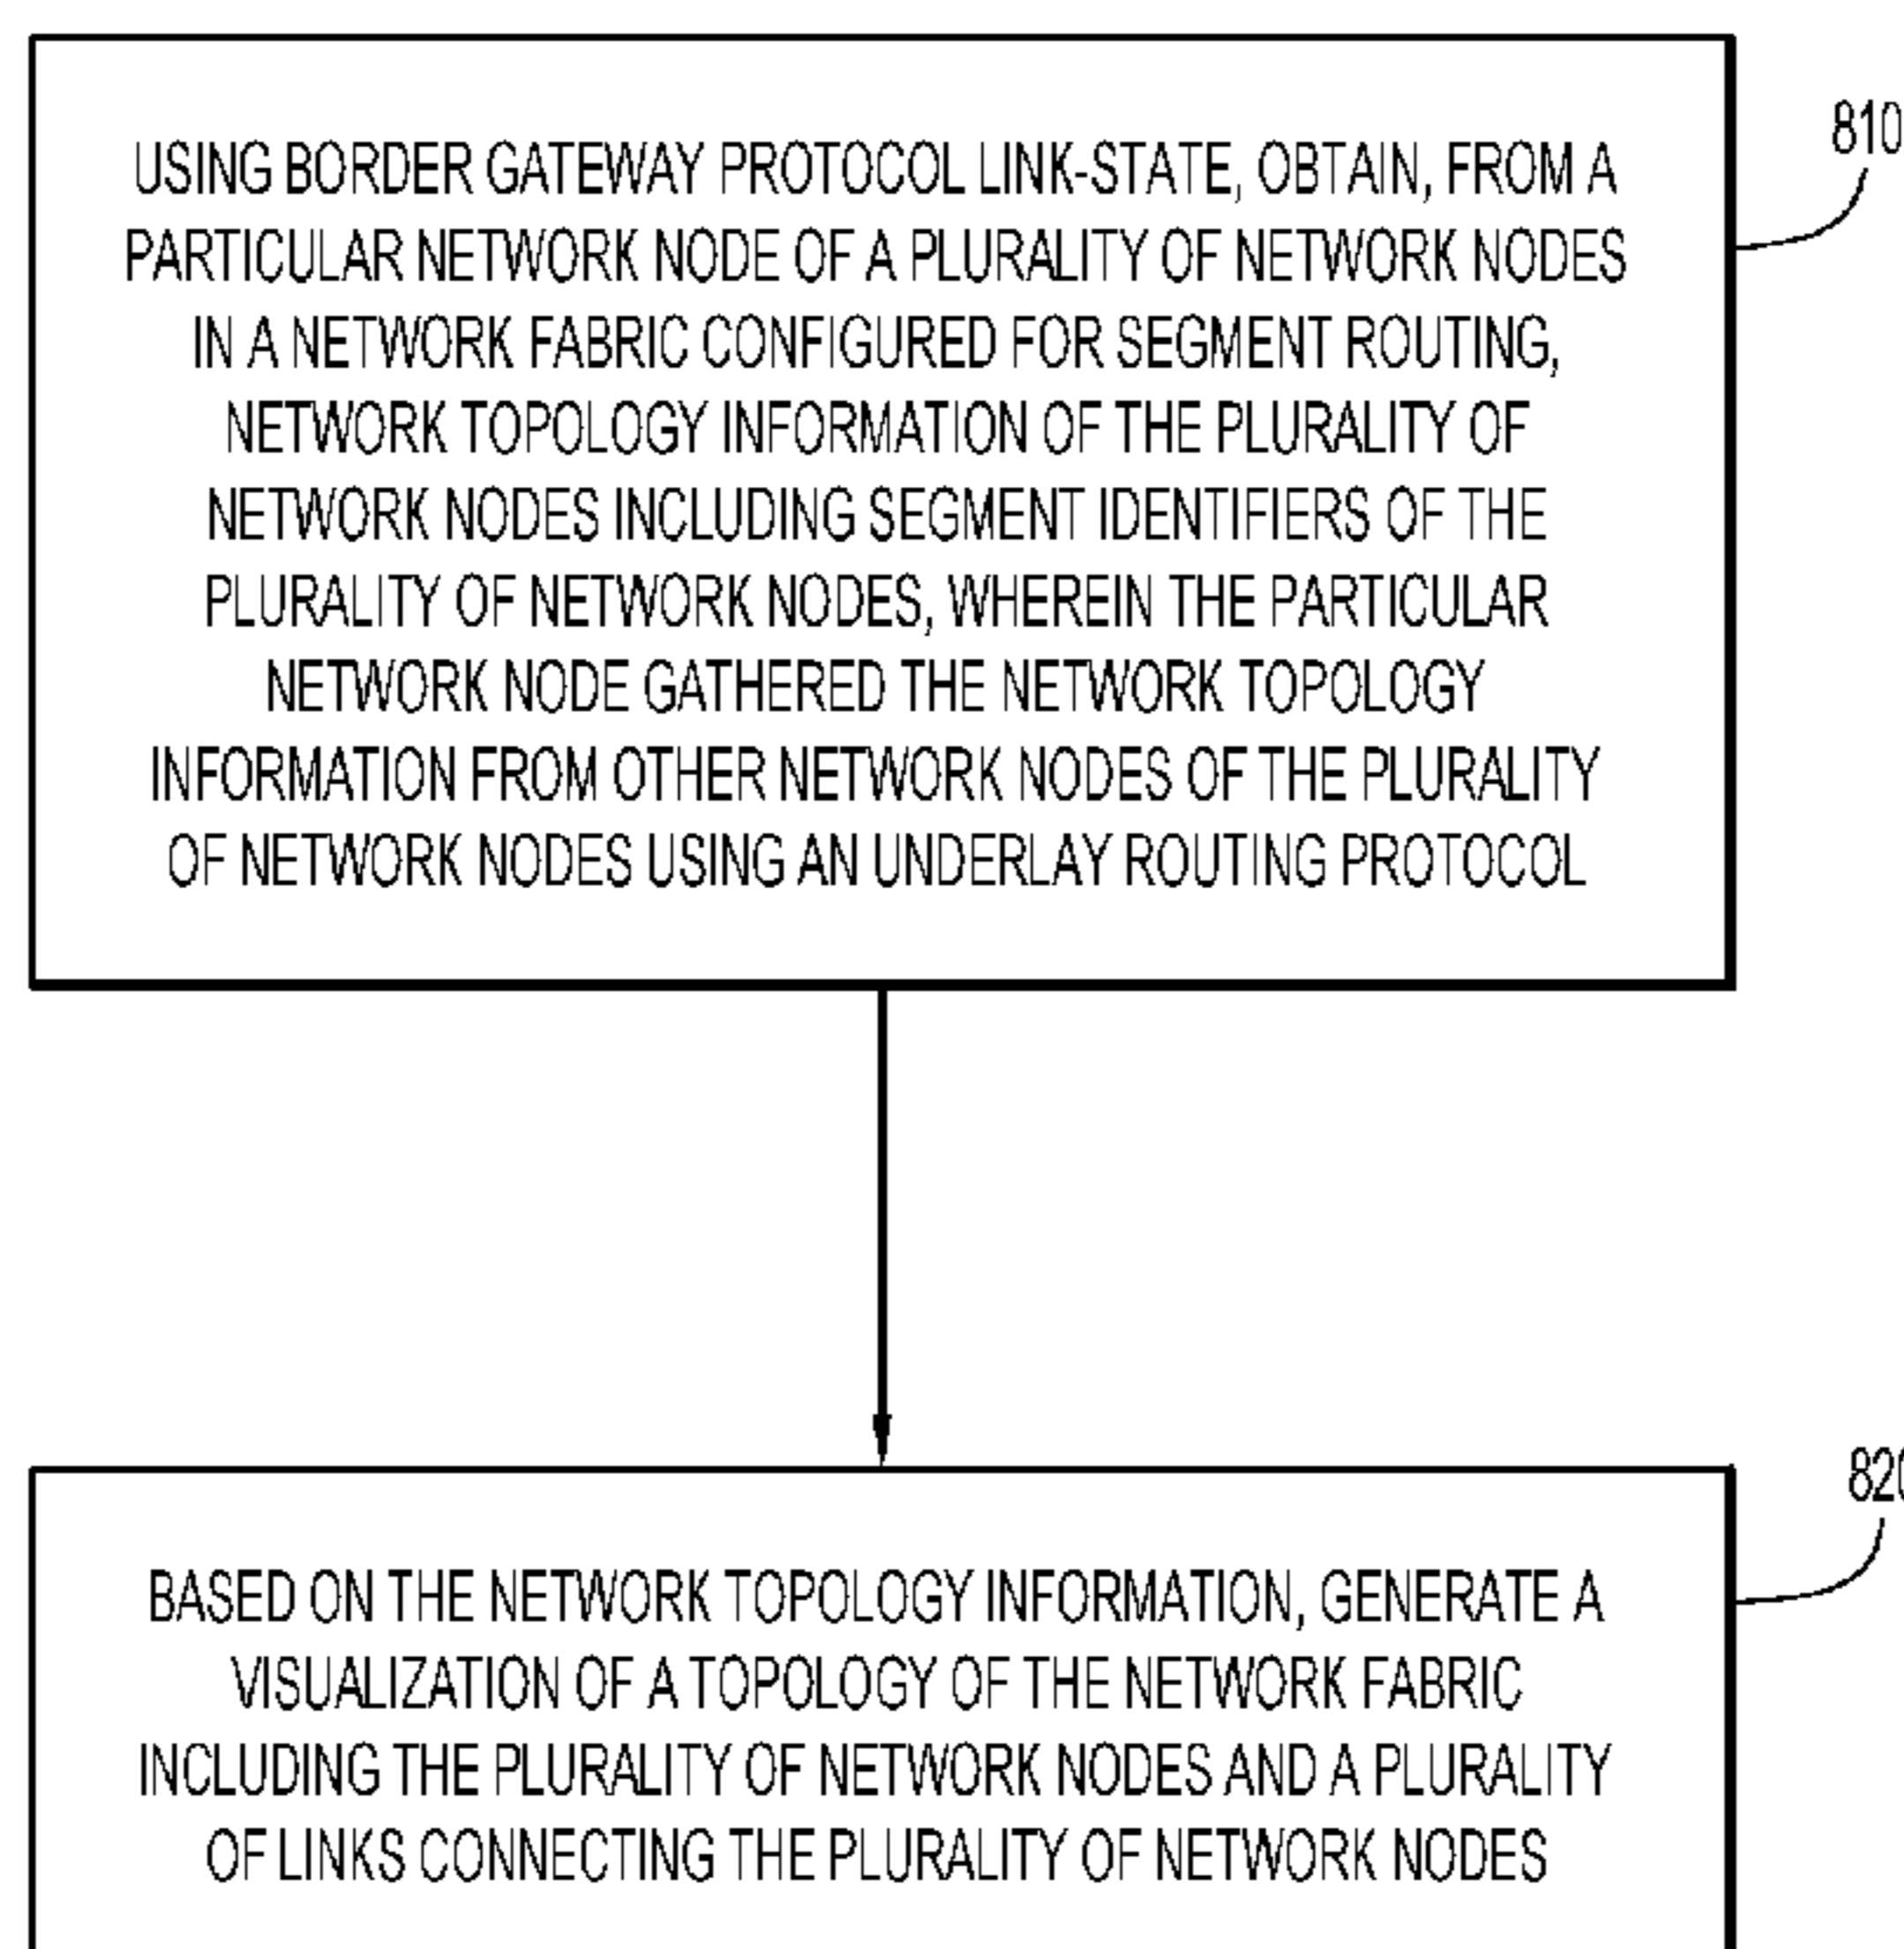 810
USING BORDER GATEWAY PROTOCOL LINK-STATE, OBTAIN, FROM A
PARTICULAR NETWORK NODE OF A PLURALITY OF NETWORK NODES
IN A NETWORK FABRIC CONFIGURED FOR SEGMENT ROUTING,
NETWORK TOPOLOGY INFORMATION OF THE PLURALITY OF
NETWORK NODES INCLUDING SEGMENT IDENTIFIERS OF THE
PLURALITY OF NETWORK NODES, WHEREIN THE PARTICULAR
NETWORK NODE GATHERED THE NETWORK TOPOLOGY
INFORMATION FROM OTHER NETWORK NODES OF THE PLURALITY
OF NETWORK NODES USING AN UNDERLAY ROUTING PROTOCOL
820
BASED ON THE NETWORK TOPOLOGY INFORMATION, GENERATE A
VISUALIZATION OF A TOPOLOGY OF THE NETWORK FABRIC
INCLUDING THE PLURALITY OF NETWORK NODES AND A PLURALITY
OF LINKS CONNECTING THE PLURALITY OF NETWORK NODES